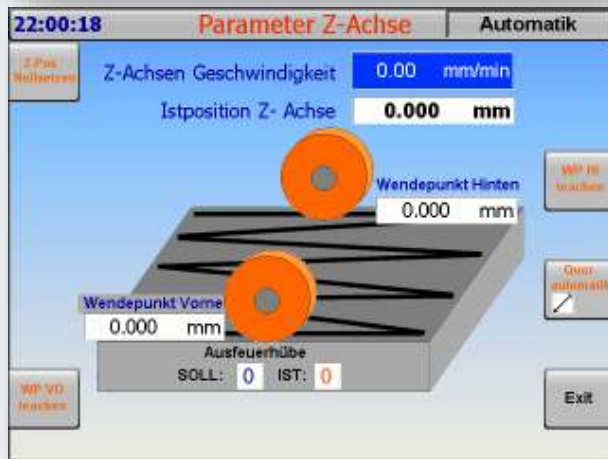 22:00:18 Parameter Z-Achse Automatik
Z-Pos
Nullsetzen
Z-Achsen Geschwindigkeit 0.00 mm/min
Istposition Z- Achse 0.000 mm
WP HI
teachen
Wendepunkt Hinten
0.000 mm
Quer
automatik
Wendepunkt Vorne
0.000 mm
Ausfeuerhübe
SOLL: 0 IST: 0
WP VO
teachen
Exit